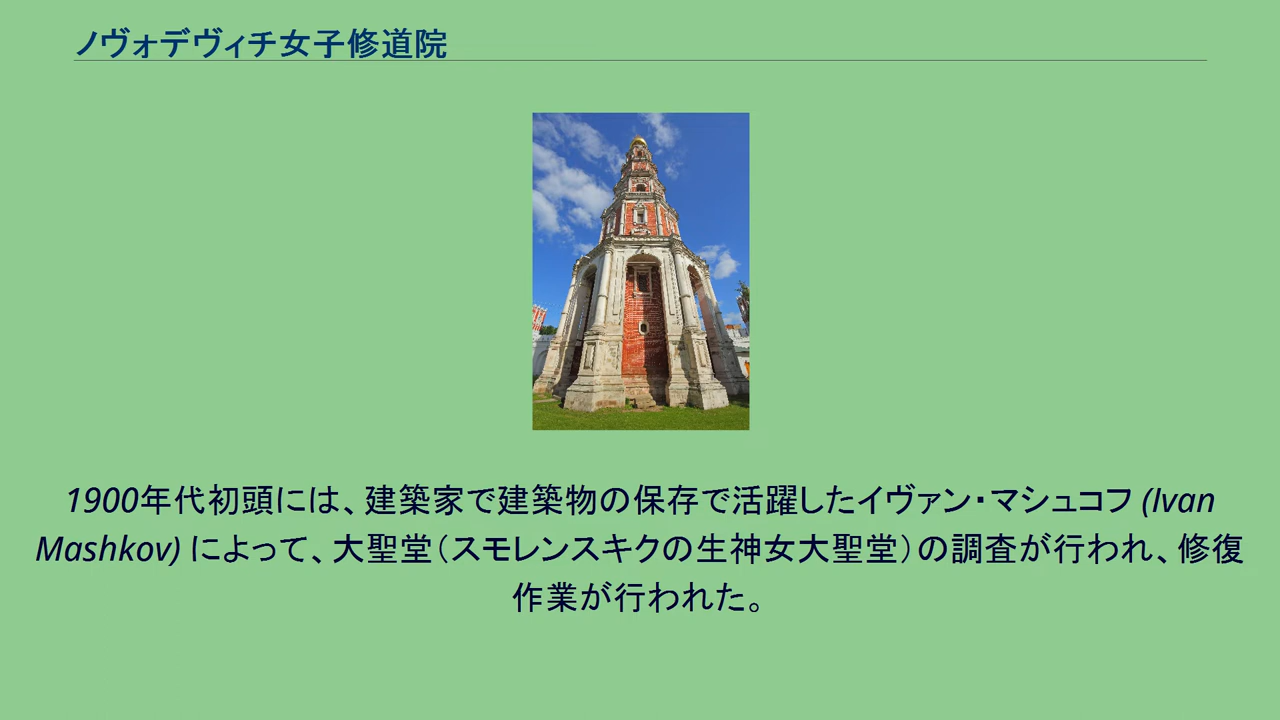 ノヴォデヴィチ女子修道院
1900年代初頭には、建築家で建築物の保存で活躍したイヴァン・マシュコフ (Ivan
Mashkov) によって、大聖堂（スモレンスキクの生神女大聖堂）の調査が行われ、修復
作業が行われた。